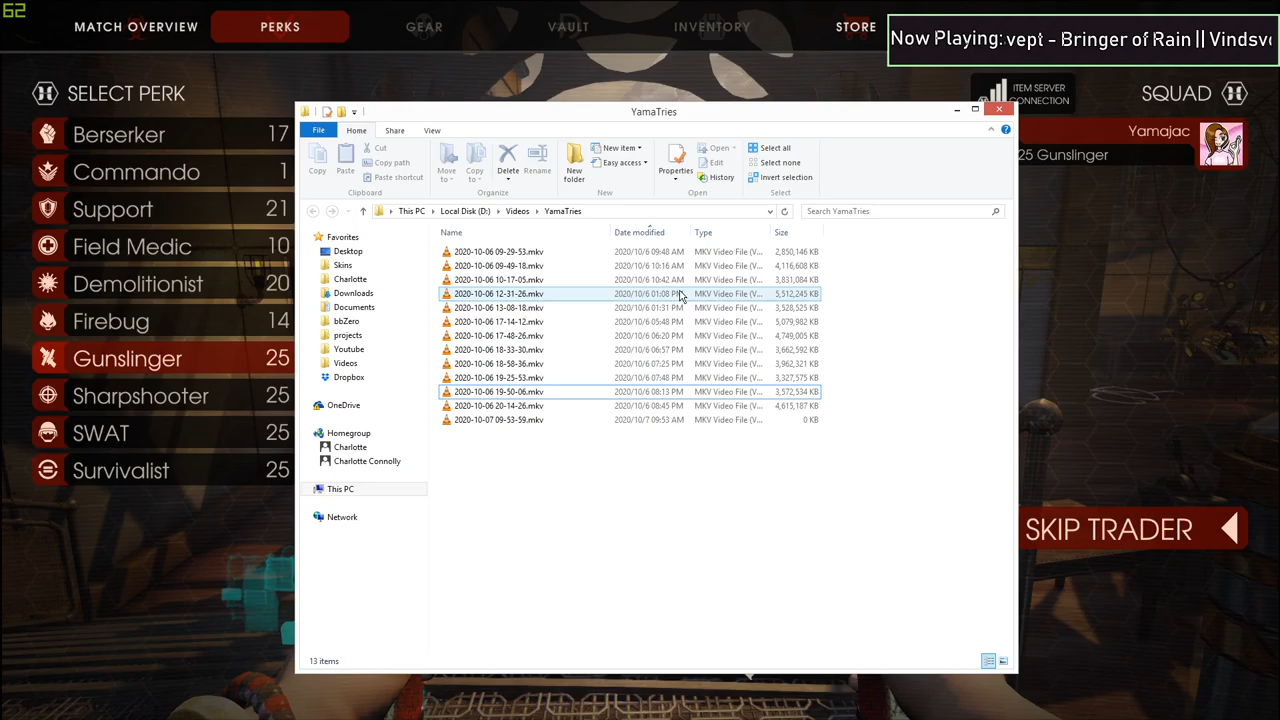 62
MATCH OVERVIEW PERKS GEAR VAULT INVENTORY STORE
Now Playing: vept - Bringer of Rain || Vindsv
SELECT PERK
Berserker 17
Commando 1
Support 21
Field Medic 10
Demolitionist 20
Firebug 14
Gunslinger 25
Sharpshooter 25
SWAT 25
Survivalist 25
YamaTries
File Home Share View
Copy
Paste
Cut
Copy path
Paste shortcut
Clipboard
Move to
Copy to
Delete
Rename
Organize
New folder
New item
Easy access
New
Properties
Open
Edit
History
Open
Select all
Select none
Invert selection
Select
This PC Local Disk (D:) Videos YamaTries
Search YamaTries
Favorites
Desktop
Skins
Charlotte
Downloads
Documents
bbZero
projects
Youtube
Videos
Dropbox
OneDrive
Homegroup
Charlotte
Charlotte Connolly
This PC
Network
Name Date modified Type Size
2020-10-06 09-29-53.mkv 2020/10/6 09:48 AM MKV Video File (V... 2,850,146 KB
2020-10-06 09-49-18.mkv 2020/10/6 10:16 AM MKV Video File (V... 4,116,608 KB
2020-10-06 10-17-05.mkv 2020/10/6 10:42 AM MKV Video File (V... 3,831,084 KB
2020-10-06 12-31-26.mkv 2020/10/6 01:08 PM MKV Video File (V... 5,512,245 KB
2020-10-06 13-08-18.mkv 2020/10/6 01:31 PM MKV Video File (V... 3,528,525 KB
2020-10-06 17-14-12.mkv 2020/10/6 05:48 PM MKV Video File (V... 5,079,982 KB
2020-10-06 17-48-26.mkv 2020/10/6 06:20 PM MKV Video File (V... 4,749,005 KB
2020-10-06 18-33-30.mkv 2020/10/6 06:57 PM MKV Video File (V... 3,662,592 KB
2020-10-06 18-58-36.mkv 2020/10/6 07:25 PM MKV Video File (V... 3,962,321 KB
2020-10-06 19-25-53.mkv 2020/10/6 07:48 PM MKV Video File (V... 3,327,575 KB
2020-10-06 19-50-06.mkv 2020/10/6 08:13 PM MKV Video File (V... 3,572,534 KB
2020-10-06 20-14-26.mkv 2020/10/6 08:45 PM MKV Video File (V... 4,615,187 KB
2020-10-07 09-53-59.mkv 2020/10/7 09:53 AM MKV Video File (V... 0 KB
13 items
ITEM SERVER
CONNECTION
SQUAD
Yamajac
25 Gunslinger
SKIP TRADER